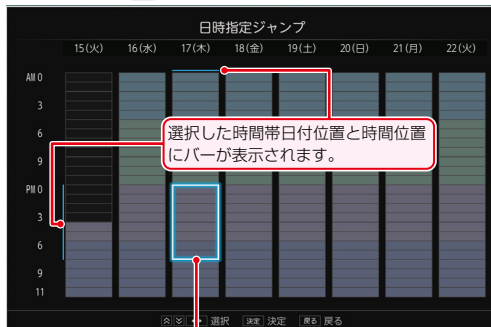 日時指定ジャンプ
15(火) 16(水) 17(木) 18(金) 19(土) 20(日) 21(月) 22(火)
AM 0
3
6
9
PM 0
3
6
9
11
選択した時間帯日付位置と時間位置
にバーが表示されます。
選択 決定 決定 戻る 戻る